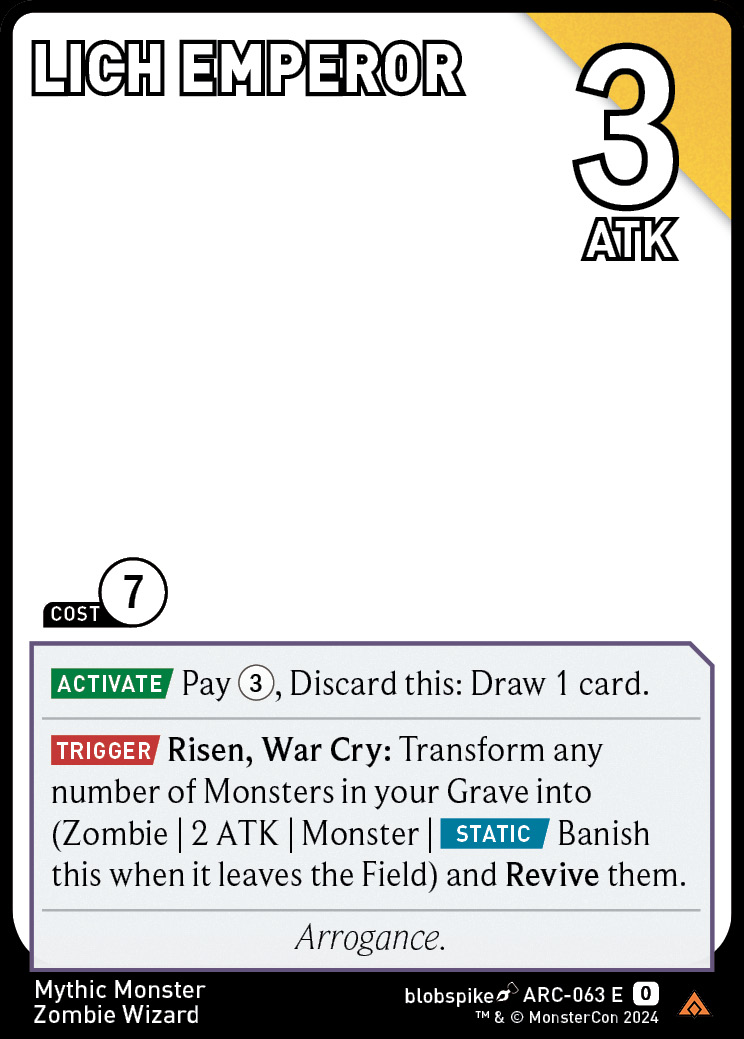 LICH EMPEROR
3
ATK
COST 7
ACTIVATE Pay 3, Discard this: Draw 1 card.
TRIGGER Risen, War Cry: Transform any
number of Monsters in your Grave into
(Zombie | 2 ATK | Monster | STATIC Banish
this when it leaves the Field) and Revive them.
Arrogance.
Mythic Monster
Zombie Wizard
blobspike ARC-063 E 0
™ & © MonsterCon 2024